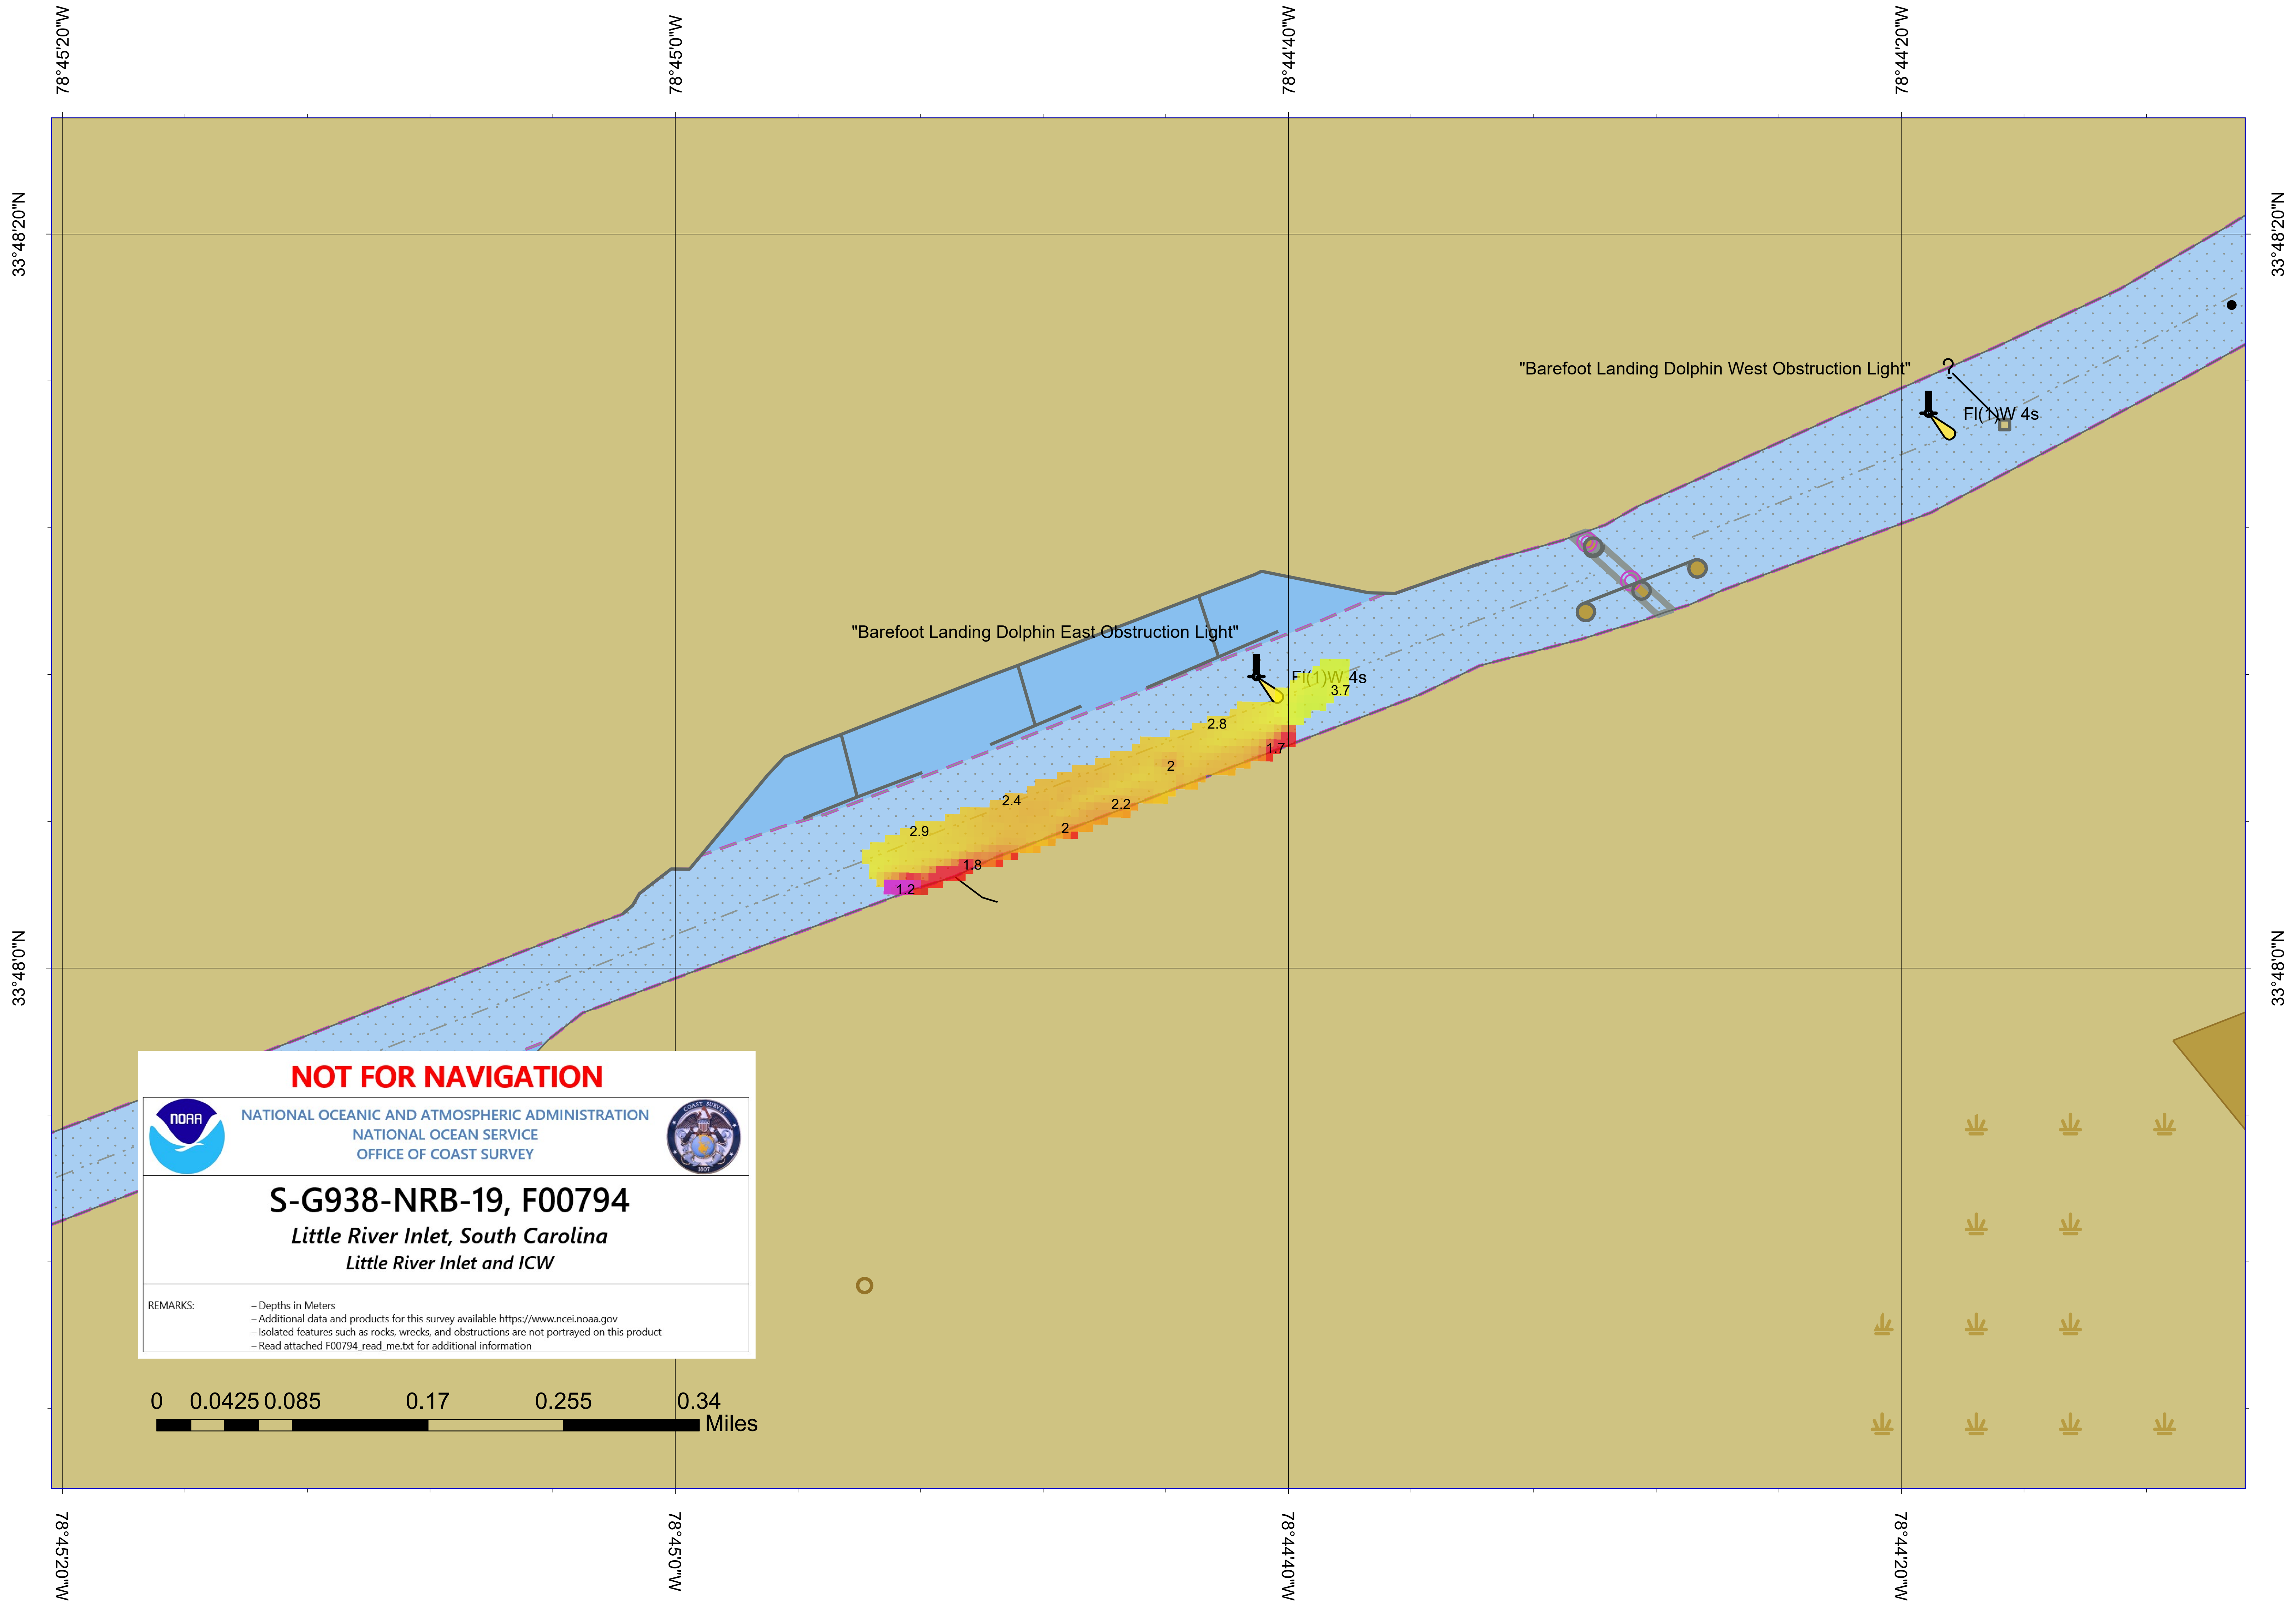 78°45'20"W
78°45'0"W
78°44'40"W
78°44'20"W
33°48'20"N
33°48'20"N
"Barefoot Landing Dolphin West Obstruction Light"
?
Fl(1)W 4s
"Barefoot Landing Dolphin East Obstruction Light"
Fl(1)W 4s
3.7
2.8
1.7
2
2.4
2.2
2
2.9
1.8
1.2
33°48'0"N
33°48'0"N
NOT FOR NAVIGATION
NOAA
NATIONAL OCEANIC AND ATMOSPHERIC ADMINISTRATION
NATIONAL OCEAN SERVICE
OFFICE OF COAST SURVEY
COAST SURVEY
1807
S-G938-NRB-19, F00794
Little River Inlet, South Carolina
Little River Inlet and ICW
REMARKS:
– Depths in Meters
– Additional data and products for this survey available https://www.ncei.noaa.gov
– Isolated features such as rocks, wrecks, and obstructions are not portrayed on this product
– Read attached F00794_read_me.txt for additional information
0 0.0425 0.085 0.17 0.255 0.34
Miles
78°45'20"W
78°45'0"W
78°44'40"W
78°44'20"W